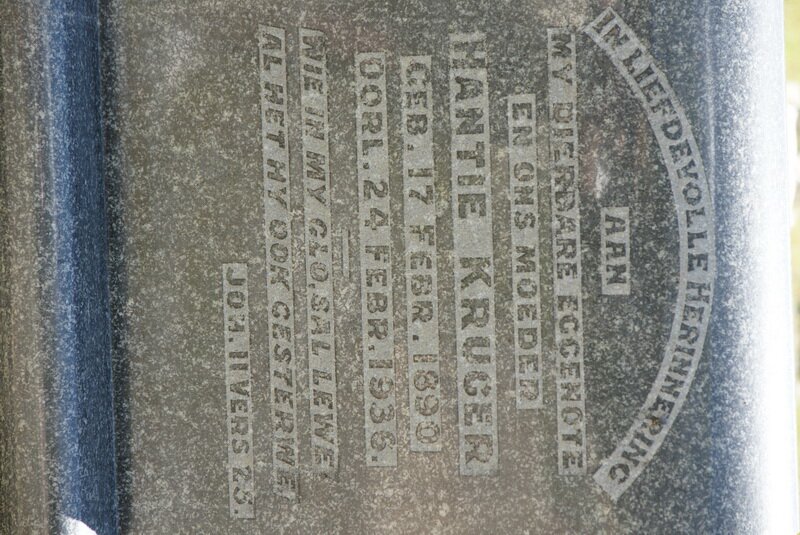 IN LIEFDEVOLLE HERINNERING
AAN
MY DIERBARE EGGENOTE
EN ONS MOEDER
HANTIE KRUGER
GEB. 17 FEBR. 1890
OORL. 24 FEBR. 1936.
WIE IN MY GLO, SAL LEWE,
AL HET HY OOK GESTERWE.
JOH. 11 VERS 25.